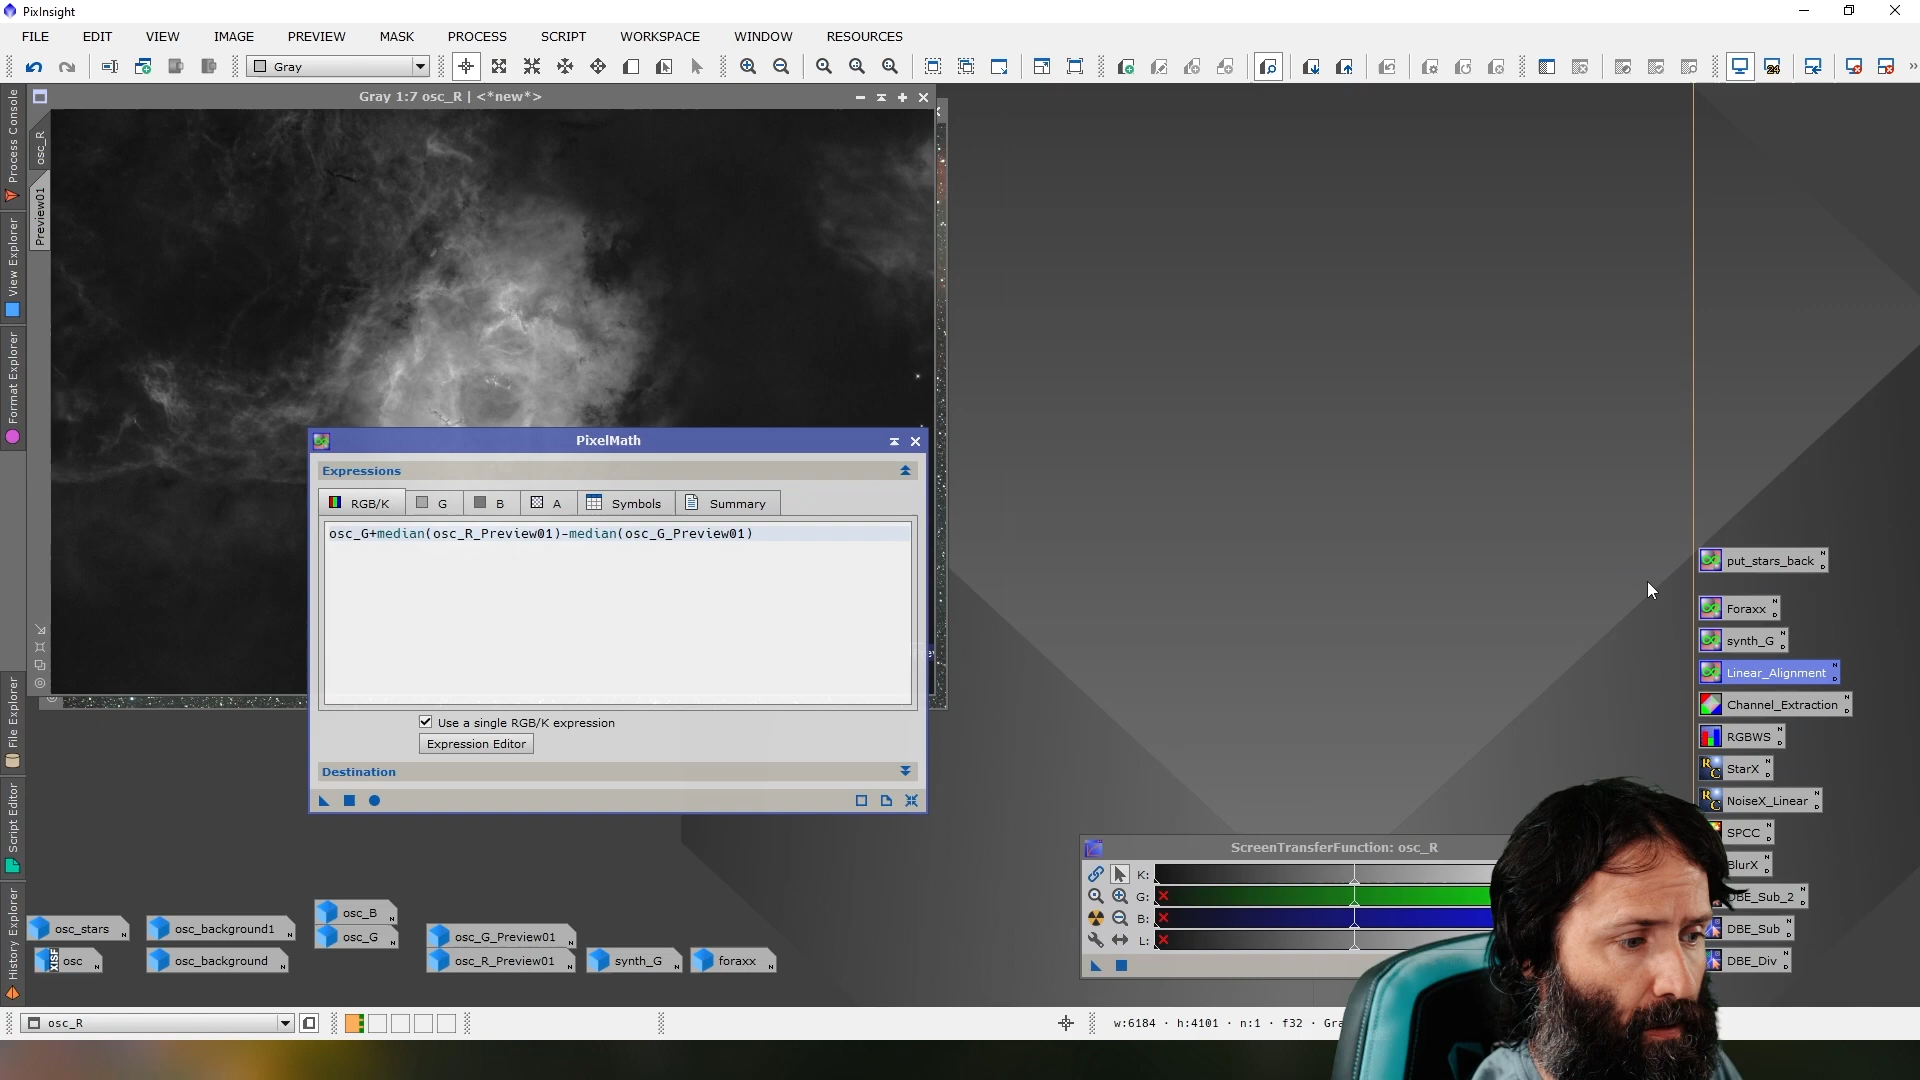 PixInsight
FILE EDIT VIEW IMAGE PREVIEW MASK PROCESS SCRIPT WORKSPACE WINDOW RESOURCES
Gray
24
Process Console
View Explorer
Format Explorer
File Explorer
Script Editor
History Explorer
Gray 1:7 osc_R | <*new*>
osc_R
Preview01
PixelMath
Expressions
RGB/K G B A Symbols Summary
osc_G+median(osc_R_Preview01)-median(osc_G_Preview01)
Use a single RGB/K expression
Expression Editor
Destination
put_stars_back
Foraxx
synth_G
Linear_Alignment
Channel_Extraction
RGBWS
StarX
NoiseX_Linear
SPCC
BlurX
DBE_Sub_2
DBE_Sub
DBE_Div
ScreenTransferFunction: osc_R
K:
G:
B:
L:
osc_stars
osc
osc_background1
osc_background
osc_B
osc_G
osc_G_Preview01
osc_R_Preview01
synth_G
foraxx
osc_R
w:6184 · h:4101 · n:1 · f32 · Gra